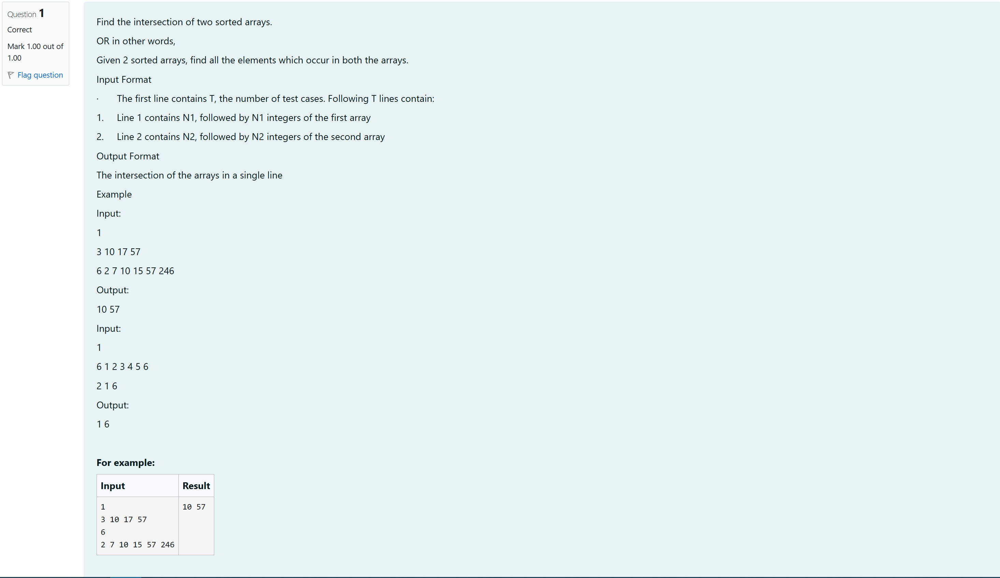 Question 1
Correct
Mark 1.00 out of
1.00
Flag question
Find the intersection of two sorted arrays.
OR in other words,
Given 2 sorted arrays, find all the elements which occur in both the arrays.
Input Format
· The first line contains T, the number of test cases. Following T lines contain:
1. Line 1 contains N1, followed by N1 integers of the first array
2. Line 2 contains N2, followed by N2 integers of the second array
Output Format
The intersection of the arrays in a single line
Example
Input:
1
3 10 17 57
6 2 7 10 15 57 246
Output:
10 57
Input:
1
6 1 2 3 4 5 6
2 1 6
Output:
1 6
For example:
Input Result
1 10 57
3 10 17 57
6
2 7 10 15 57 246